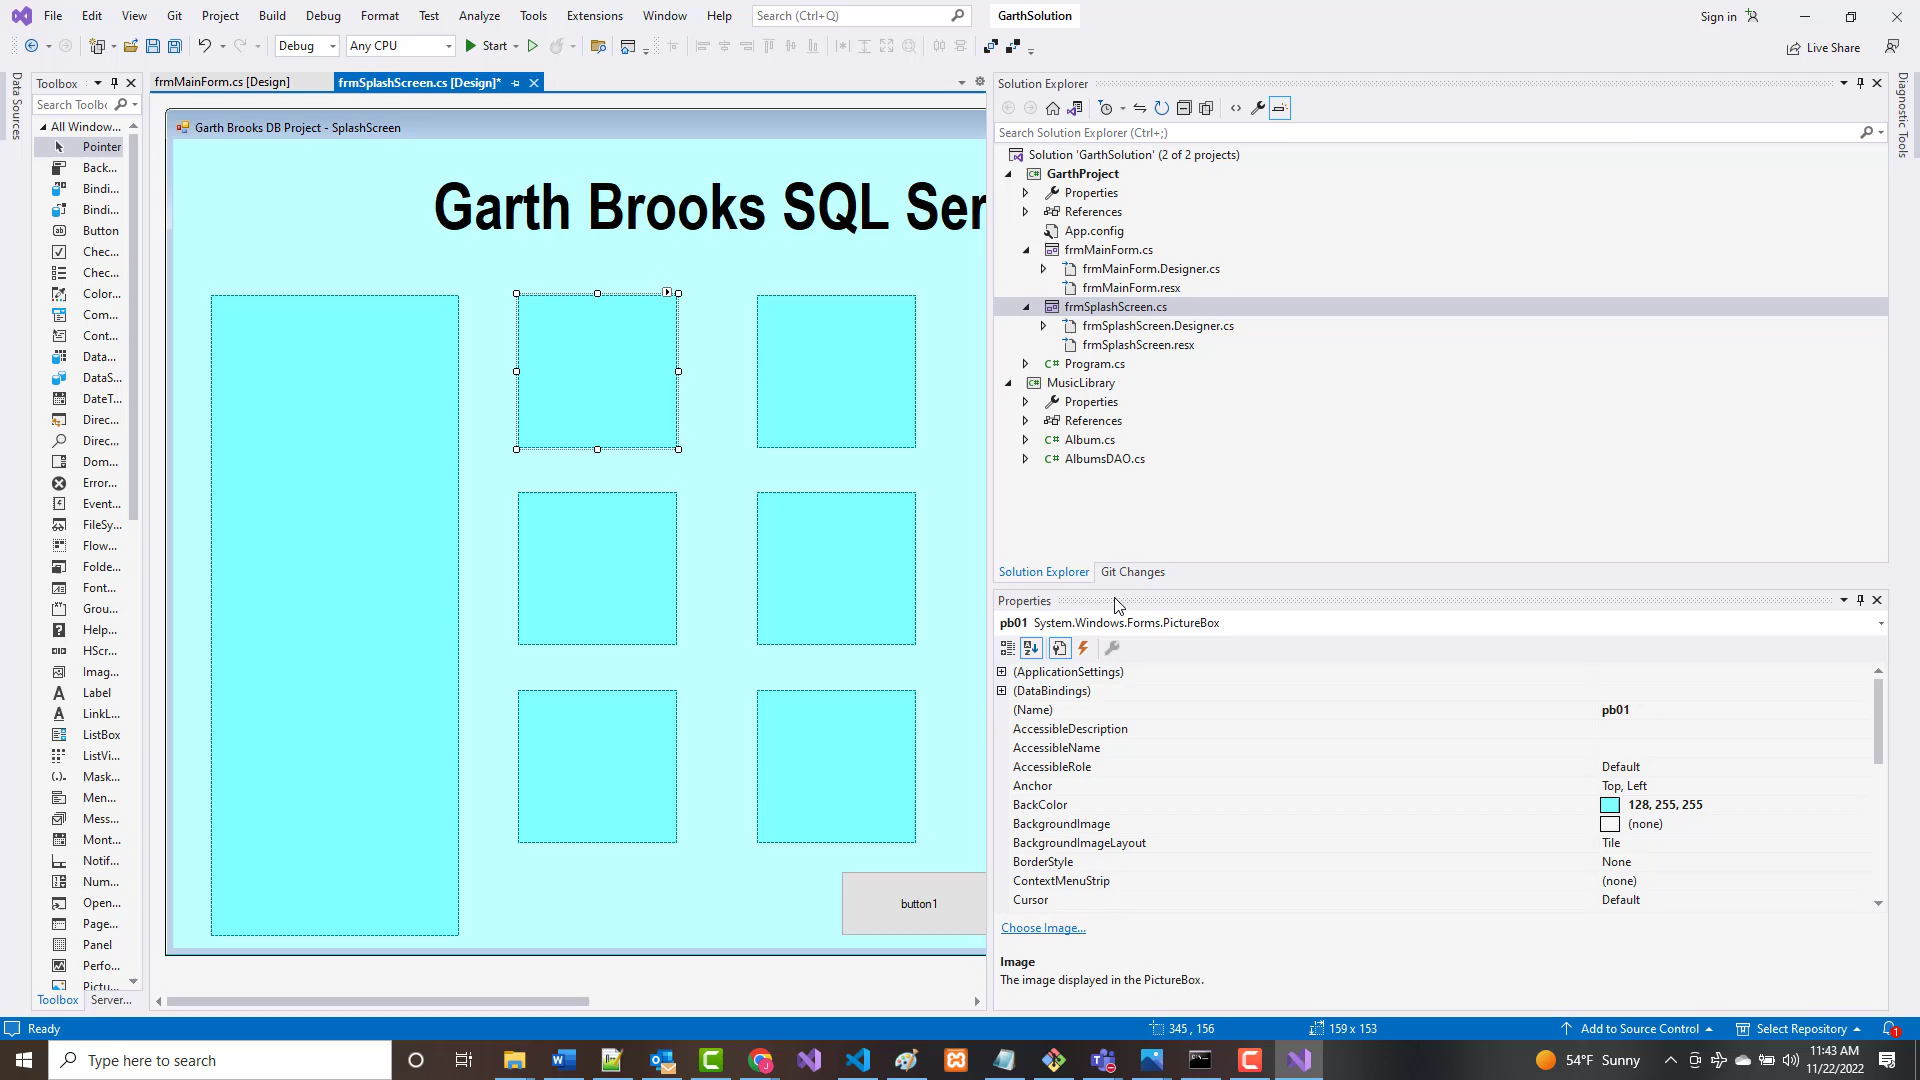 File Edit View Git Project Build Debug Format Test Analyze Tools Extensions Window Help Search (Ctrl+Q) GarthSolution Sign in
Debug Any CPU Start Live Share
Data Sources
Toolbox
Search Toolbo
All Window...
Pointer
Back...
Bindi...
Bindi...
Button
Chec...
Chec...
Color...
Com...
Cont...
Data...
DataS...
DateT...
Direc...
Direc...
Dom...
Error...
Event...
FileSy...
Flow...
Folde...
Font...
Grou...
Help...
HScr...
Imag...
Label
LinkL...
ListBox
ListVi...
Mask...
Men...
Mess...
Mont...
Notif...
Num...
Open...
Page...
Panel
Perfo...
Pictu...
Toolbox Server...
frmMainForm.cs [Design] frmSplashScreen.cs [Design]*
Garth Brooks DB Project - SplashScreen
Garth Brooks SQL Ser
button1
Solution Explorer
Search Solution Explorer (Ctrl+;)
Solution 'GarthSolution' (2 of 2 projects)
GarthProject
Properties
References
App.config
frmMainForm.cs
frmMainForm.Designer.cs
frmMainForm.resx
frmSplashScreen.cs
frmSplashScreen.Designer.cs
frmSplashScreen.resx
C# Program.cs
MusicLibrary
Properties
References
C# Album.cs
C# AlbumsDAO.cs
Solution Explorer Git Changes
Diagnostic Tools
Properties
pb01 System.Windows.Forms.PictureBox
(ApplicationSettings)
(DataBindings)
(Name) pb01
AccessibleDescription
AccessibleName
AccessibleRole Default
Anchor Top, Left
BackColor 128, 255, 255
BackgroundImage (none)
BackgroundImageLayout Tile
BorderStyle None
ContextMenuStrip (none)
Cursor Default
Choose Image...
Image
The image displayed in the PictureBox.
Ready 345 , 156 159 x 153 Add to Source Control Select Repository 1
Type here to search 54°F Sunny 11:43 AM
11/22/2022